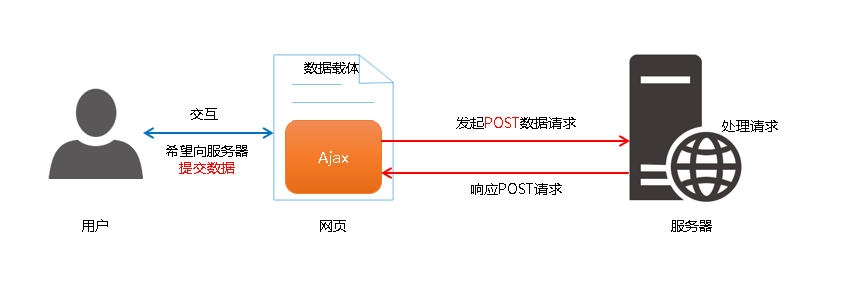 数据载体
交互
希望向服务器
提交数据
Ajax
发起POST数据请求
响应POST请求
处理请求
用户
网页
服务器